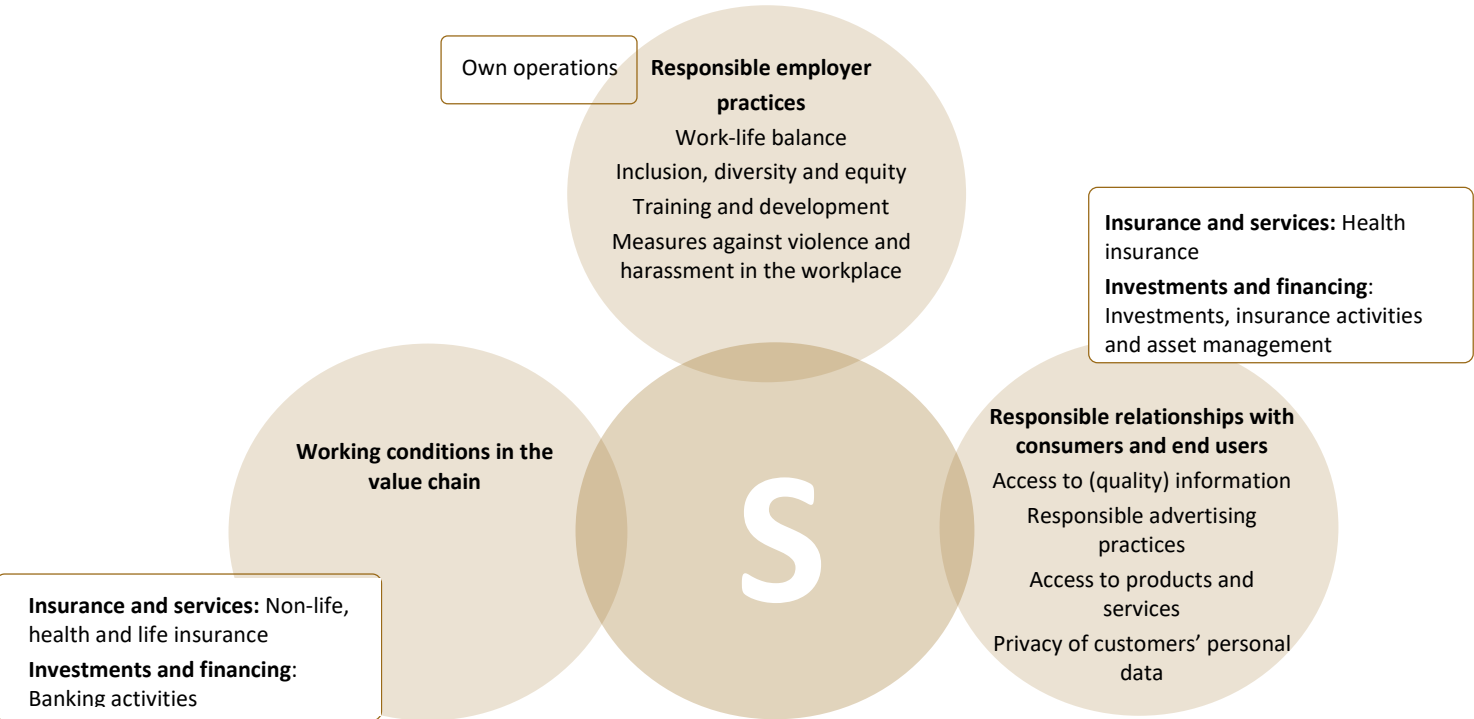 Own operations
Responsible employer
practices
Work-life balance
Inclusion, diversity and equity
Training and development
Measures against violence and
harassment in the workplace
Insurance and services: Health
insurance
Investments and financing:
Investments, insurance activities
and asset management
Working conditions in the
value chain
S
Responsible relationships with
consumers and end users
Access to (quality) information
Responsible advertising
practices
Access to products and
services
Privacy of customers’ personal
data
Insurance and services: Non-life,
health and life insurance
Investments and financing:
Banking activities